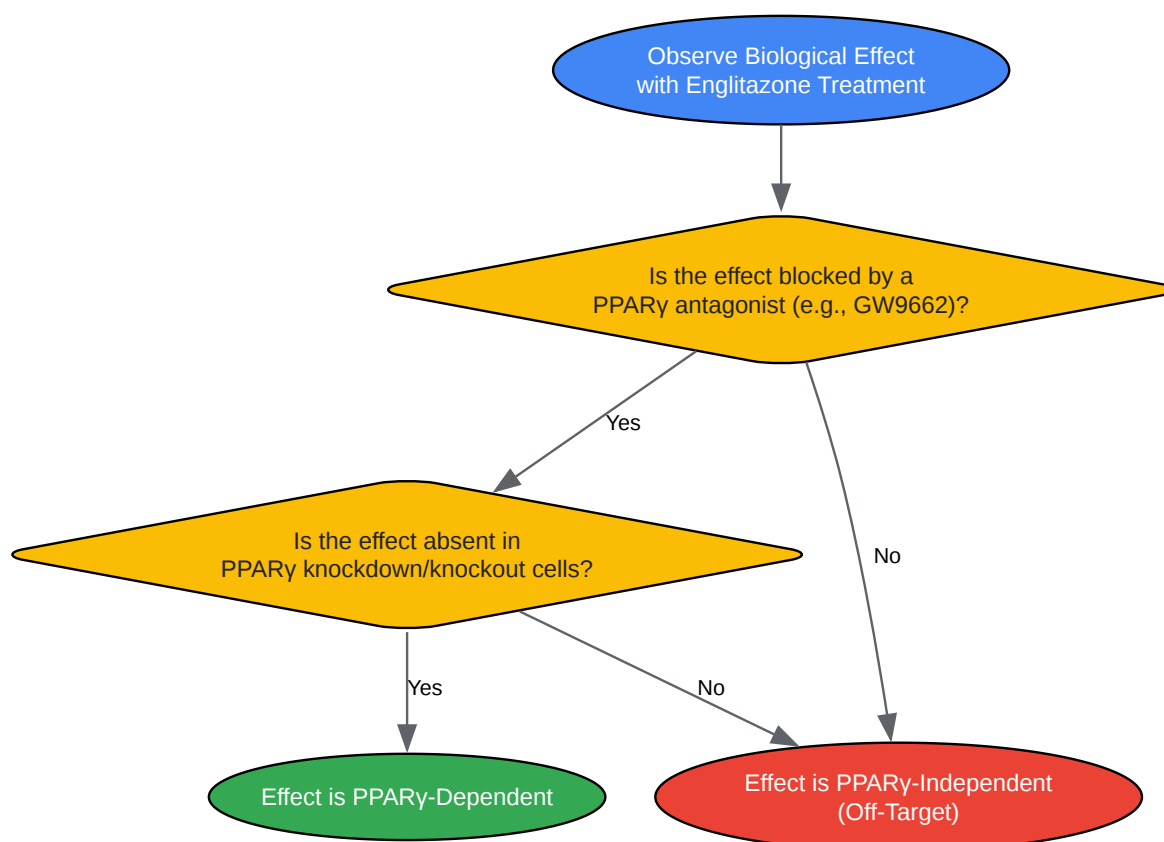 Observe Biological Effect
with Englitazone Treatment
Is the effect blocked by a
PPARγ antagonist (e.g., GW9662)?
Yes
No
Is the effect absent in
PPARγ knockdown/knockout cells?
Yes
No
Effect is PPARγ-Dependent
Effect is PPARγ-Independent
(Off-Target)